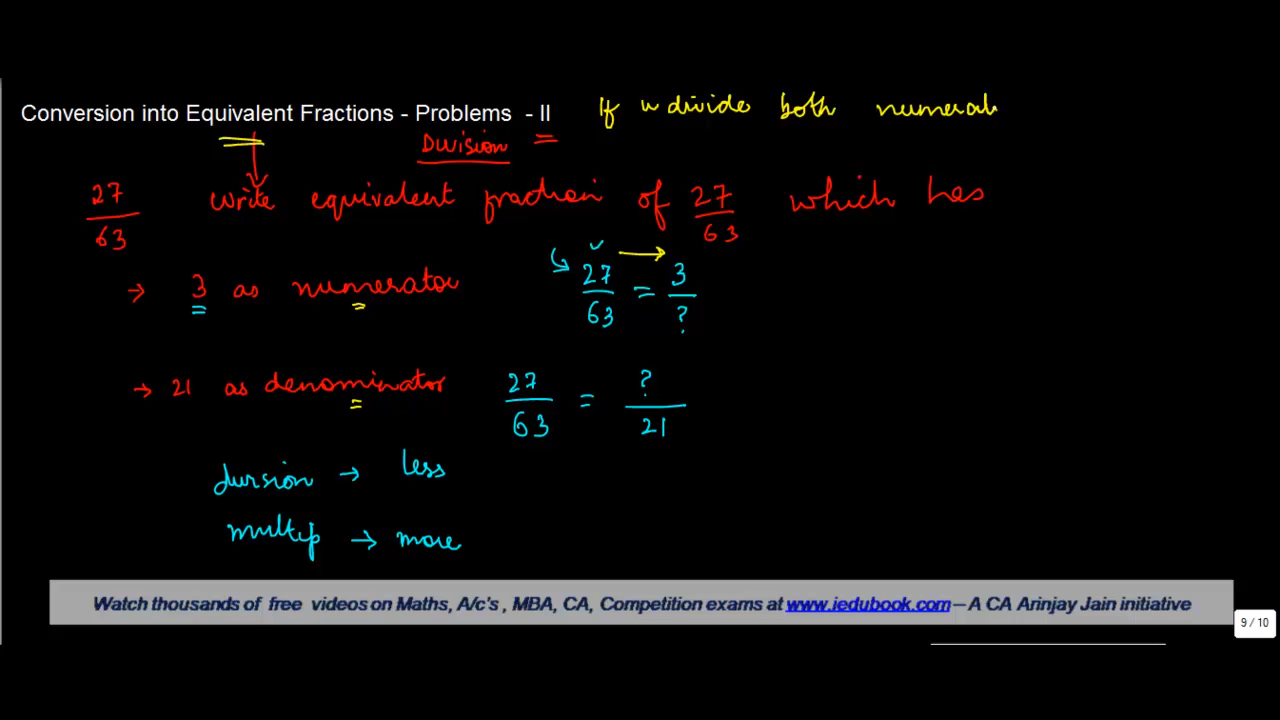 Conversion into Equivalent Fractions - Problems - II
If u divide both numerat
Division =
27/63 Write equivalent fraction of 27/63 which has
→ 3 as numerator 27/63 = 3/?
→ 21 as denominator 27/63 = ?/21
division → less
multip → more
Watch thousands of free videos on Maths, A/c's , MBA, CA, Competition exams at www.iedubook.com – A CA Arinjay Jain initiative
9 / 10